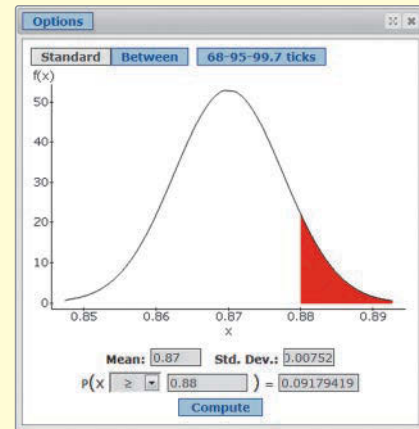 Options
Standard Between 68-95-99.7 ticks
f(x)
50
40
30
20
10
0
0.85 0.86 0.87 0.88 0.89
x
Mean: 0.87 Std. Dev.: 0.00752
P(x ≥ 0.88 ) = 0.09179419
Compute